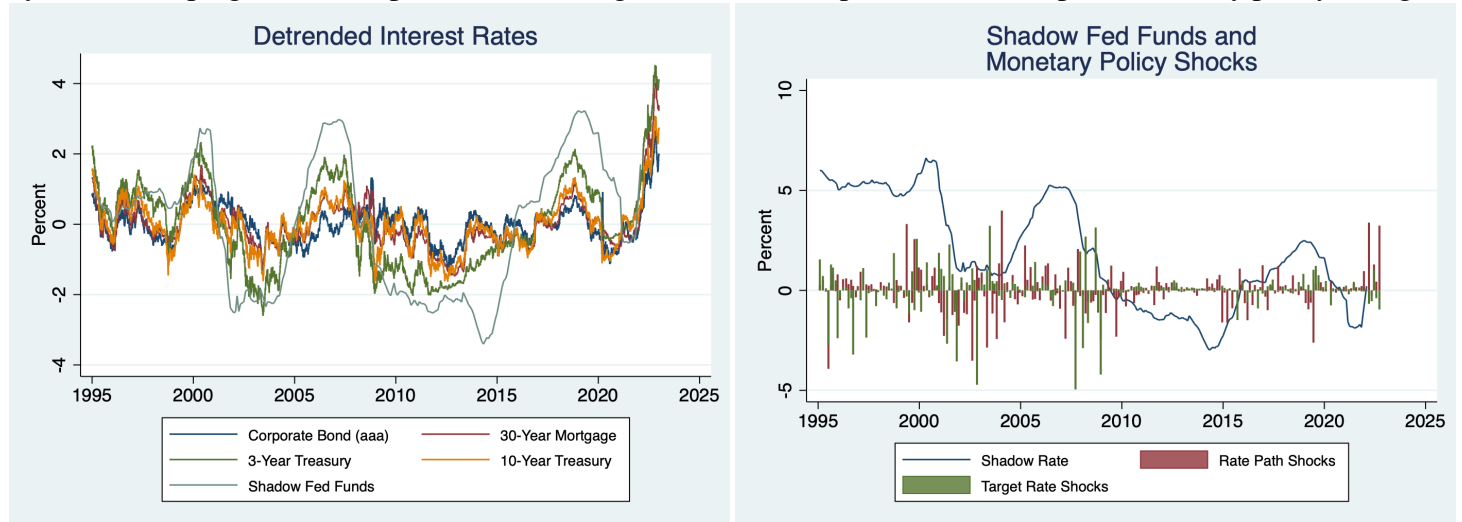 Detrended Interest Rates
Percent
4
2
0
-2
-4
1995 2000 2005 2010 2015 2020 2025
Corporate Bond (aaa) 30-Year Mortgage
3-Year Treasury 10-Year Treasury
Shadow Fed Funds
Shadow Fed Funds and
Monetary Policy Shocks
Percent
10
5
0
-5
1995 2000 2005 2010 2015 2020 2025
Shadow Rate Rate Path Shocks
Target Rate Shocks